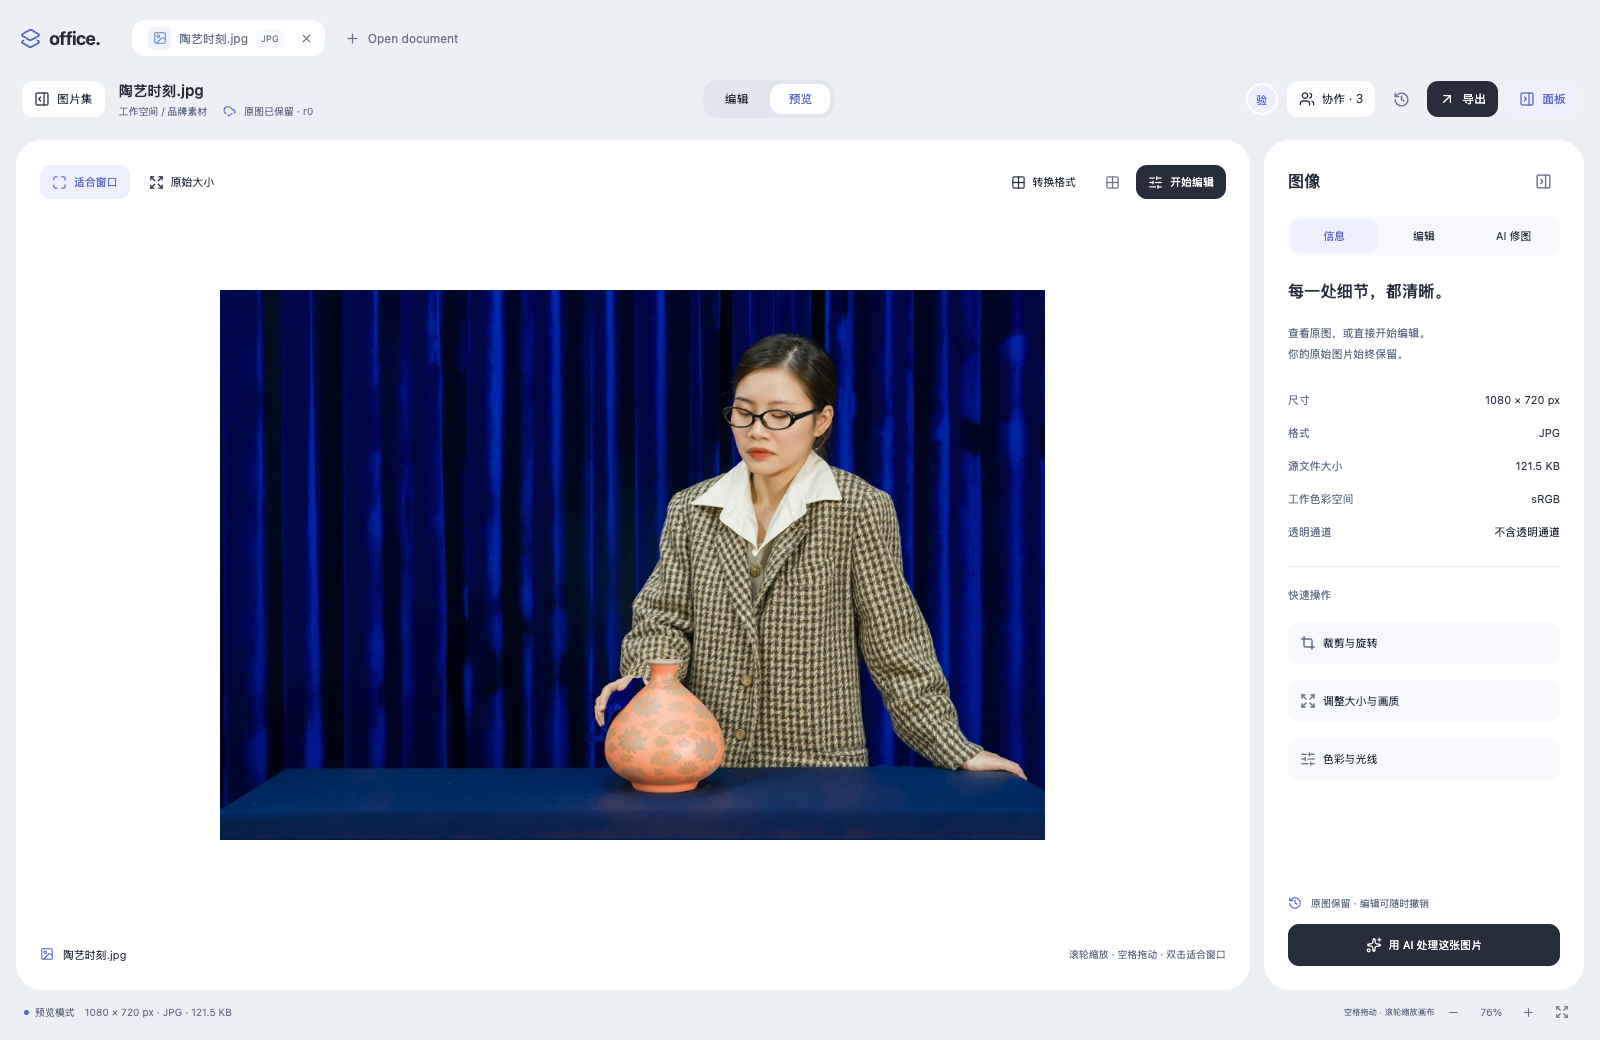 office.
陶艺时刻.jpg JPG
Open document
图片集
陶艺时刻.jpg
工作空间 / 品牌素材 原图已保留 · r0
编辑 预览
验
协作 · 3
导出
面板
适合窗口 原始大小
转换格式
开始编辑
陶艺时刻.jpg
滚轮缩放 · 空格拖动 · 双击适合窗口
图像
信息 编辑 AI 修图
每一处细节，都清晰。
查看原图，或直接开始编辑。
你的原始图片始终保留。
尺寸 1080 × 720 px
格式 JPG
源文件大小 121.5 KB
工作色彩空间 sRGB
透明通道 不含透明通道
快速操作
裁剪与旋转
调整大小与画质
色彩与光线
原图保留 · 编辑可随时撤销
用 AI 处理这张图片
预览模式 1080 × 720 px · JPG · 121.5 KB
空格拖动 · 滚轮缩放画布
76%